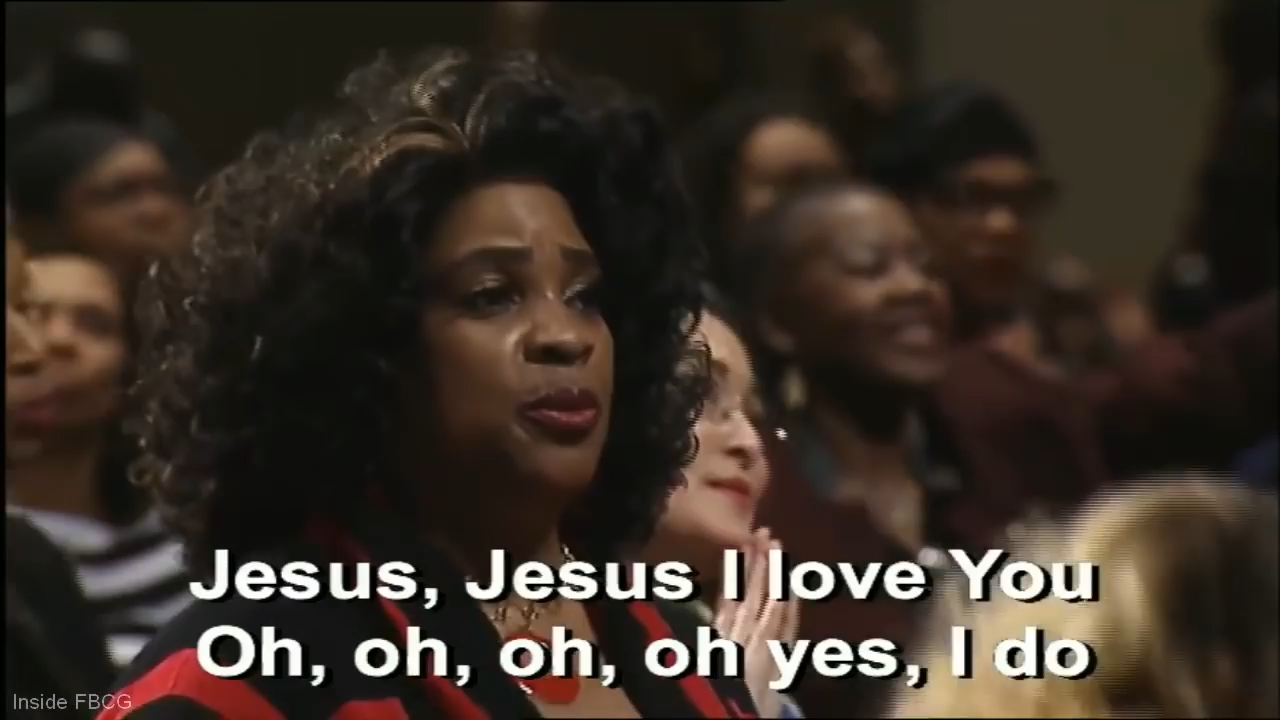 Jesus, Jesus I love You
Oh, oh, oh, oh yes, I do
Inside FBCG